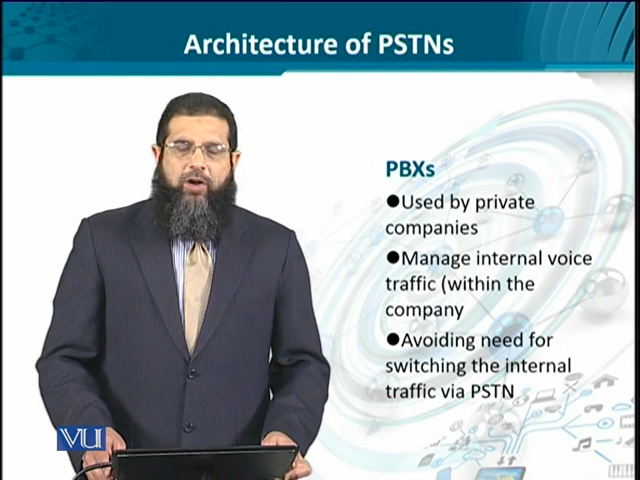 Architecture of PSTNs
PBXs
●Used by private
companies
●Manage internal voice
traffic (within the
company
●Avoiding need for
switching the internal
traffic via PSTN
VU